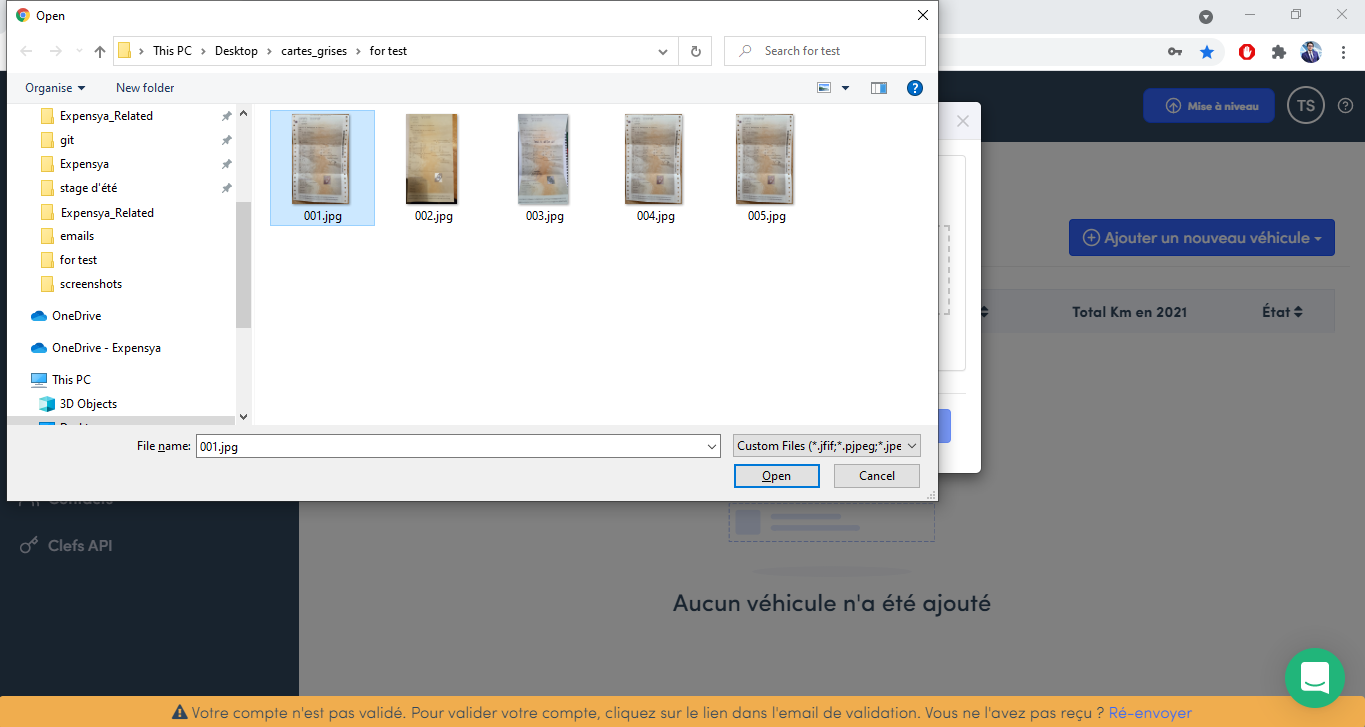 Open
This PC > Desktop > cartes_grises > for test
Search for test
Organise
New folder
Expensya_Related
git
Expensya
stage d'été
Expensya_Related
emails
for test
screenshots
OneDrive
OneDrive - Expensya
This PC
3D Objects
001.jpg
002.jpg
003.jpg
004.jpg
005.jpg
File name: 001.jpg
Custom Files (*.jfif;*.pjpeg;*.jpe
Open
Cancel
Mise à niveau
TS
Ajouter un nouveau véhicule
Total Km en 2021
État
Clefs API
Aucun véhicule n'a été ajouté
Votre compte n'est pas validé. Pour valider votre compte, cliquez sur le lien dans l'email de validation. Vous ne l'avez pas reçu ? Ré-envoyer